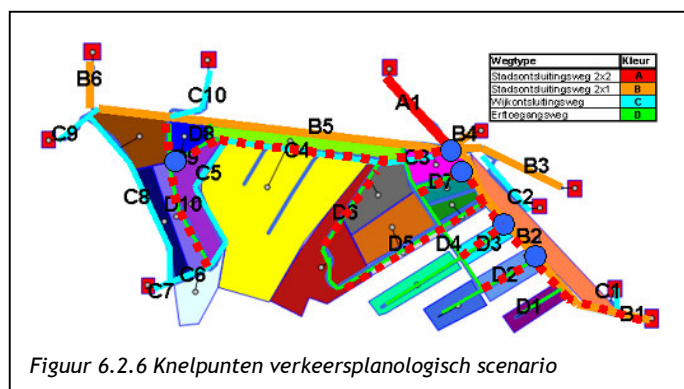 B6
C10
A1
Wegtype Kleur
Stadsontsluitingsweg 2x2 A
Stadsontsluitingsweg 2x1 B
Wijkontsluitingsweg C
Erftoegangsweg D
C9
D8
B5
B4
C4
C3
B3
D9
C5
D7
C2
C8
D10
D6
D5
D4
D3
B2
C6
C7
D2
D1
C1
B1
Figuur 6.2.6 Knelpunten verkeersplanologisch scenario